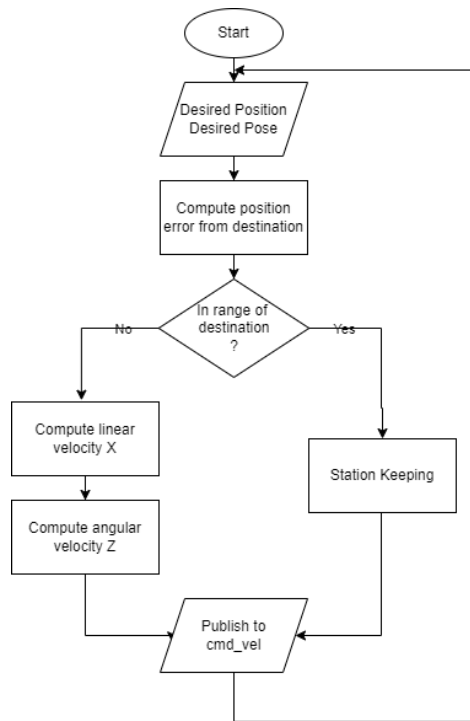 Start
Desired Position
Desired Pose
Compute position
error from destination
In range of
destination
?
No
Yes
Compute linear
velocity X
Station Keeping
Compute angular
velocity Z
Publish to
cmd_vel